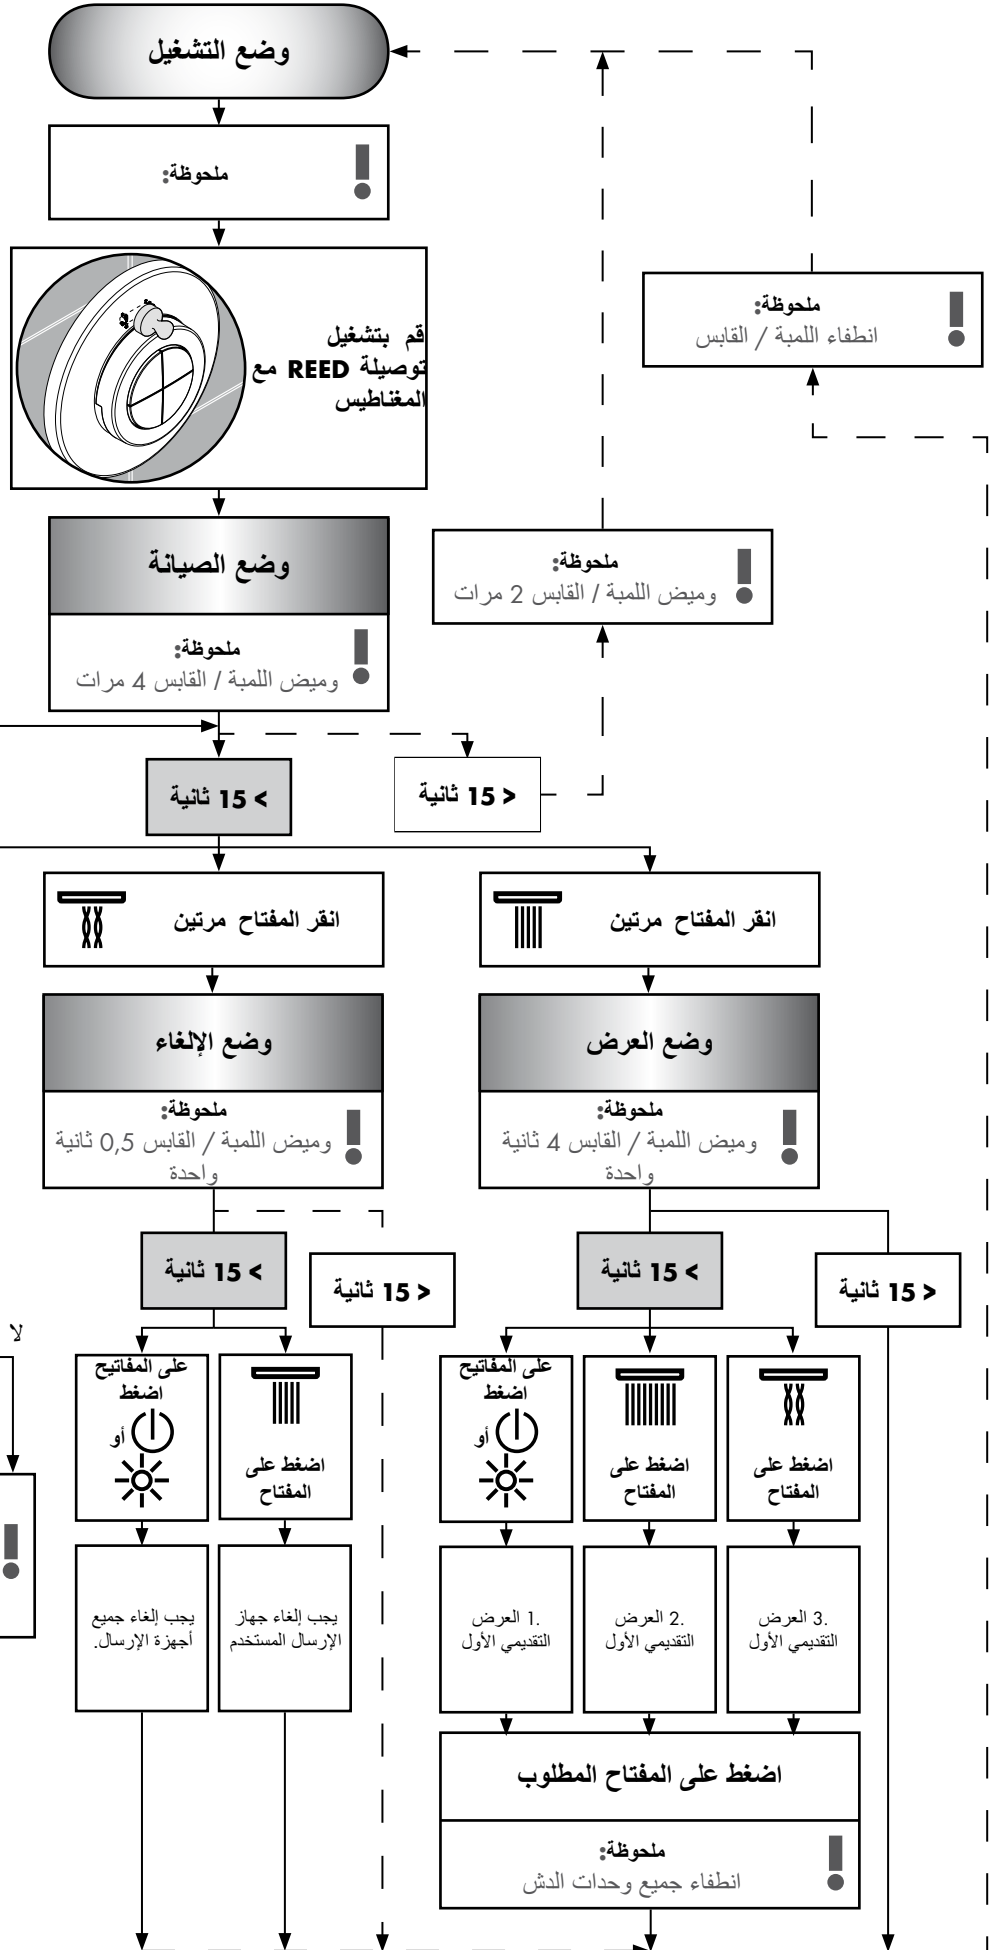 وضع التشغيل
ملحوظة:
قم بتشغيل
توصيلة REED مع
المغناطيس
ملحوظة:
انطفاء اللمبة / القابس
وضع الصيانة
ملحوظة:
وميض اللمبة / القابس 4 مرات
ملحوظة:
وميض اللمبة / القابس 2 مرات
> 15 ثانية
< 15 ثانية
انقر المفتاح مرتين
انقر المفتاح مرتين
وضع الإلغاء
ملحوظة:
وميض اللمبة / القابس 0,5 ثانية
واحدة
وضع العرض
ملحوظة:
وميض اللمبة / القابس 4 ثانية
واحدة
> 15 ثانية
< 15 ثانية
> 15 ثانية
< 15 ثانية
لا
على المفاتيح
اضغط
أو
اضغط على
المفتاح
على المفاتيح
اضغط
أو
اضغط على
المفتاح
اضغط على
المفتاح
يجب إلغاء جميع
أجهزة الإرسال.
يجب إلغاء جهاز
الإرسال المستخدم
1. العرض
التقديمي الأول
2. العرض
التقديمي الأول
3. العرض
التقديمي الأول
اضغط على المفتاح المطلوب
ملحوظة:
انطفاء جميع وحدات الدش